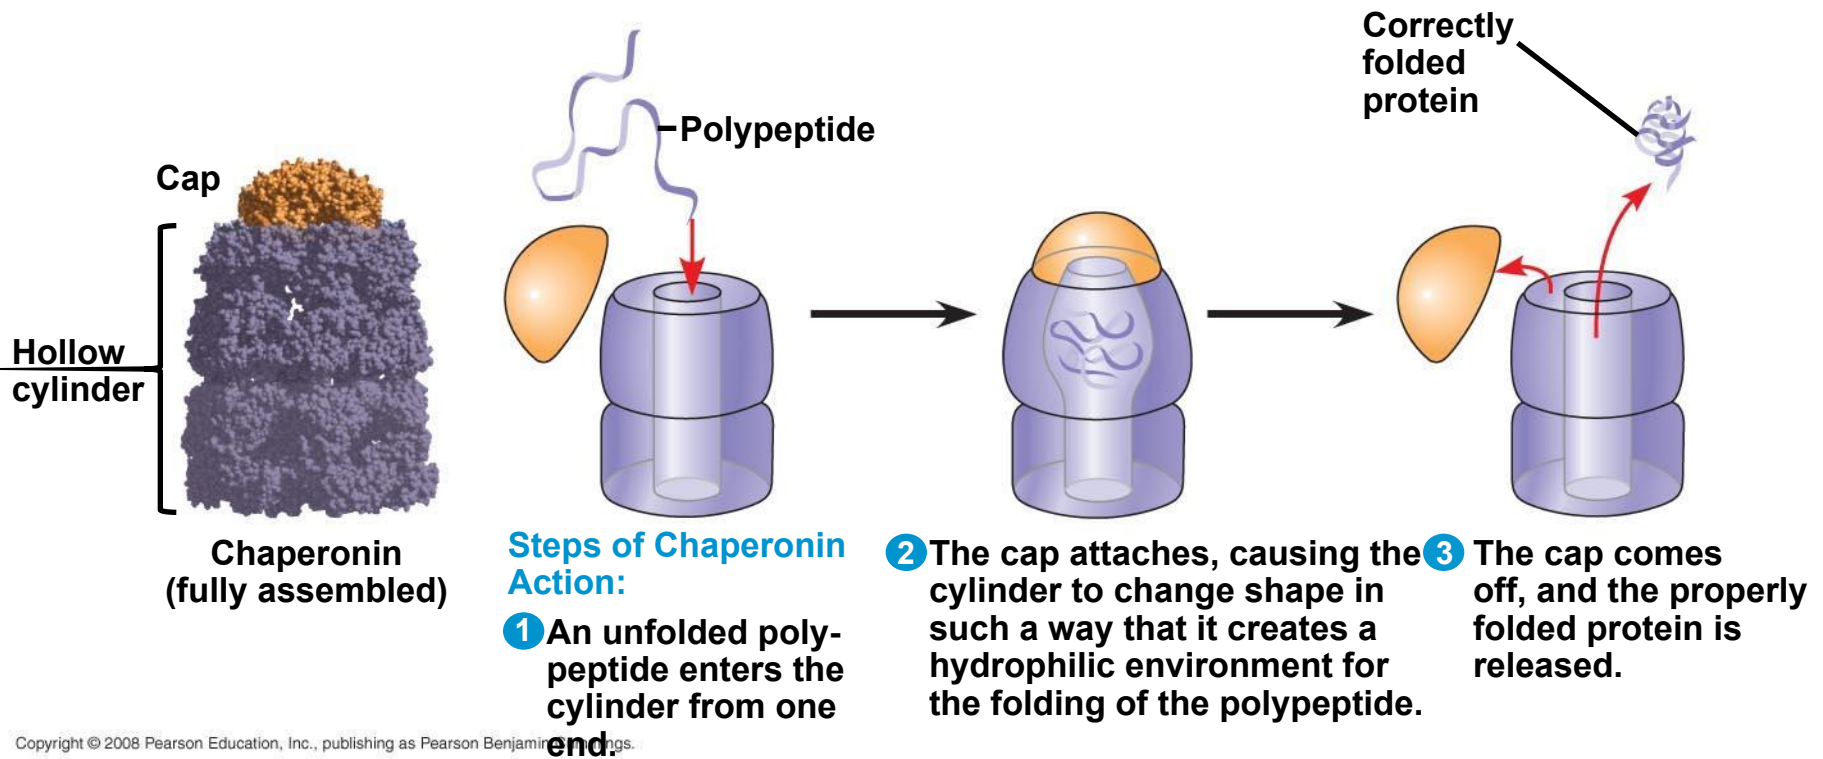 Correctly
folded
protein
Polypeptide
Cap
Hollow
cylinder
Chaperonin
(fully assembled)
Steps of Chaperonin
Action:
1 An unfolded poly-
peptide enters the
cylinder from one
end.
2 The cap attaches, causing the
cylinder to change shape in
such a way that it creates a
hydrophilic environment for
the folding of the polypeptide.
3 The cap comes
off, and the properly
folded protein is
released.
Copyright © 2008 Pearson Education, Inc., publishing as Pearson Benjamin